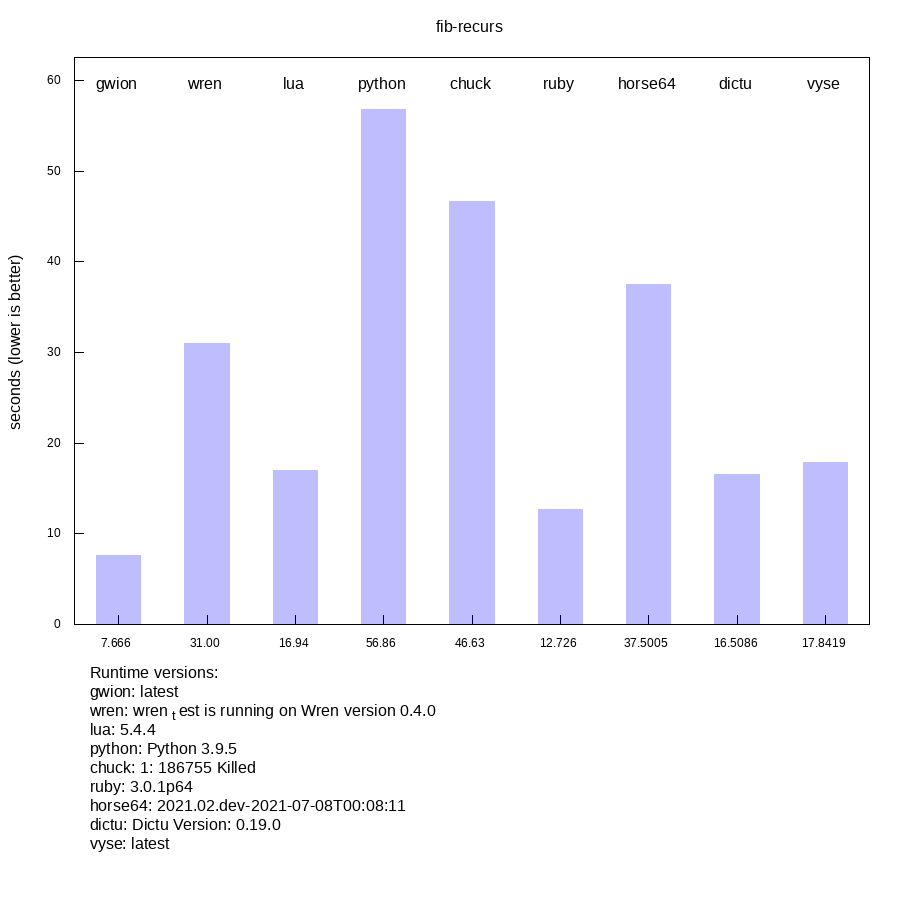 fib-recurs
60 gwion wren lua python chuck ruby horse64 dictu vyse
50
40
30
20
10
0
seconds (lower is better)
7.666 31.00 16.94 56.86 46.63 12.726 37.5005 16.5086 17.8419
Runtime versions:
gwion: latest
wren: wren t est is running on Wren version 0.4.0
lua: 5.4.4
python: Python 3.9.5
chuck: 1: 186755 Killed
ruby: 3.0.1p64
horse64: 2021.02.dev-2021-07-08T00:08:11
dictu: Dictu Version: 0.19.0
vyse: latest